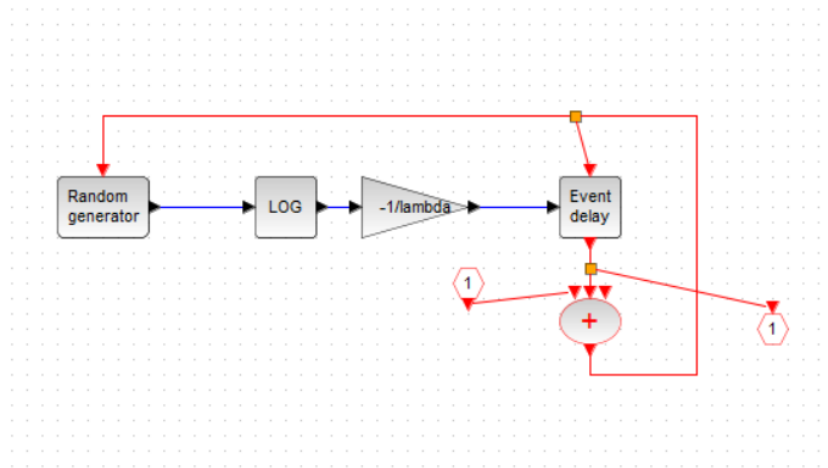 Random
generator
LOG
-1/lambda
Event
delay
1
+
1